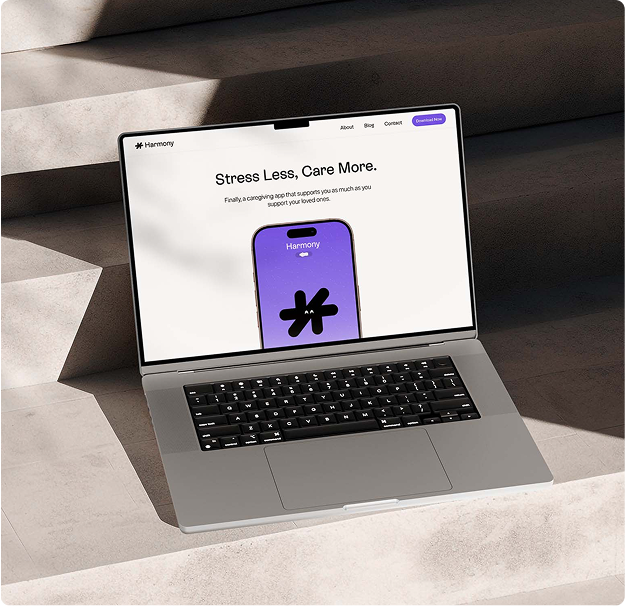 Harmony
About
Blog
Contact
Download Now
Stress Less, Care More.
Finally, a caregiving app that supports you as much as you
support your loved ones.
Harmony